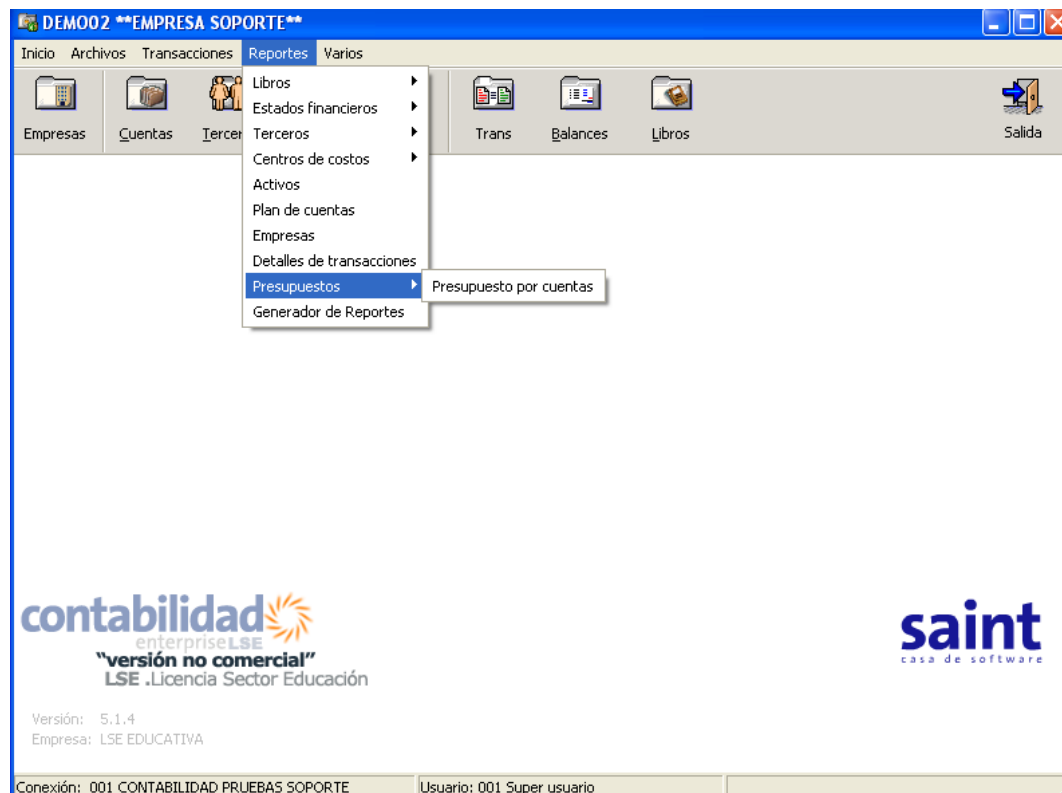 DEMO02 **EMPRESA SOPORTE**
Inicio Archivos Transacciones Reportes Varios
Empresas Cuentas Trans Balances Libros Salida
Libros
Estados financieros
Terceros
Centros de costos
Activos
Plan de cuentas
Empresas
Detalles de transacciones
Presupuestos Presupuesto por cuentas
Generador de Reportes
contabilidad
enterprise LSE
"versión no comercial"
LSE .Licencia Sector Educación
saint
casa de software
Versión: 5.1.4
Empresa: LSE EDUCATIVA
Conexión: 001 CONTABILIDAD PRUEBAS SOPORTE Usuario: 001 Super usuario